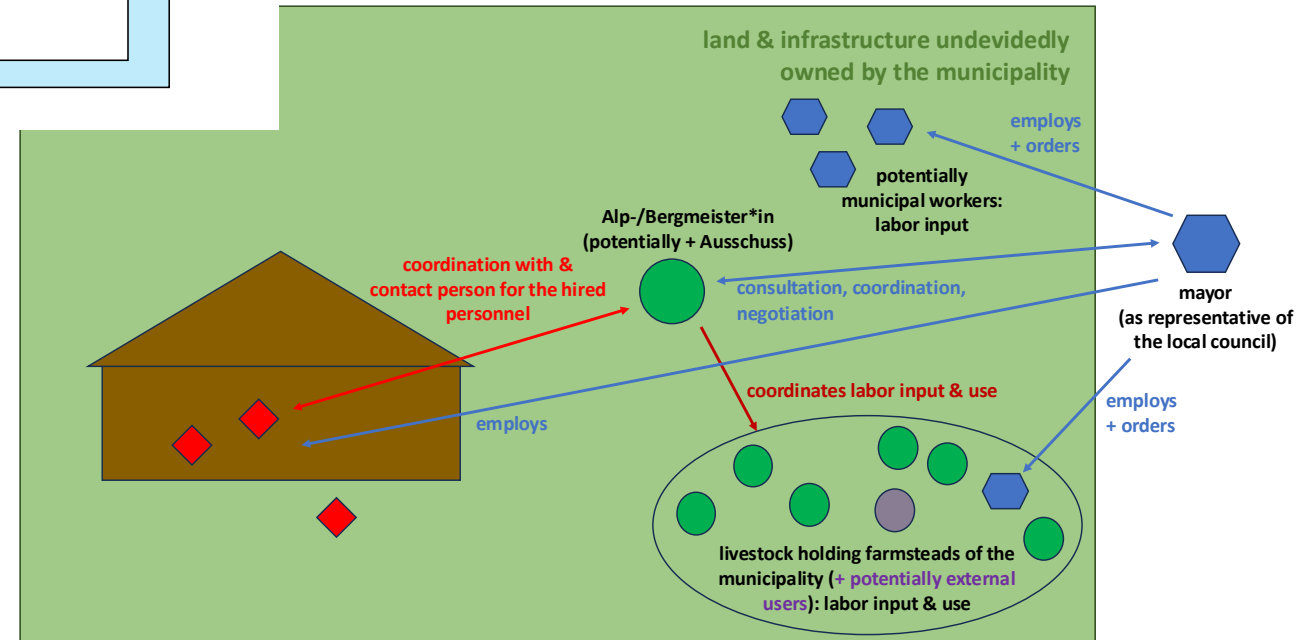 land & infrastructure undevidedly
owned by the municipality
employs
+ orders
potentially
municipal workers:
labor input
Alp-/Bergmeister*in
(potentially + Ausschuss)
coordination with &
contact person for the hired
personnel
consultation, coordination,
negotiation
mayor
(as representative of
the local council)
coordinates labor input & use
employs
employs
+ orders
livestock holding farmsteads of the
municipality (+ potentially external
users): labor input & use